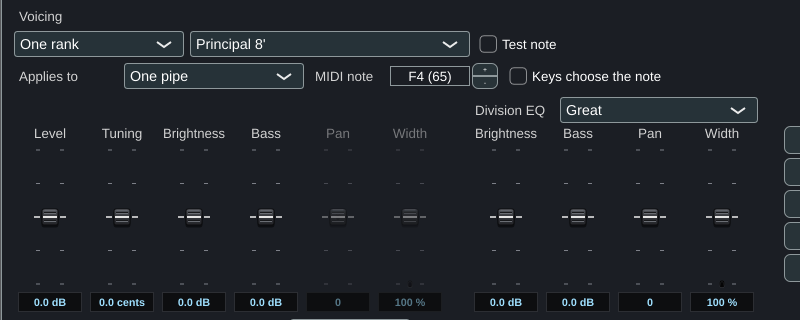 Voicing
One rank Principal 8' Test note
Applies to One pipe MIDI note F4 (65) + - Keys choose the note
Division EQ Great
Level Tuning Brightness Bass Pan Width Brightness Bass Pan Width
0.0 dB 0.0 cents 0.0 dB 0.0 dB 0 100 % 0.0 dB 0.0 dB 0 100 %